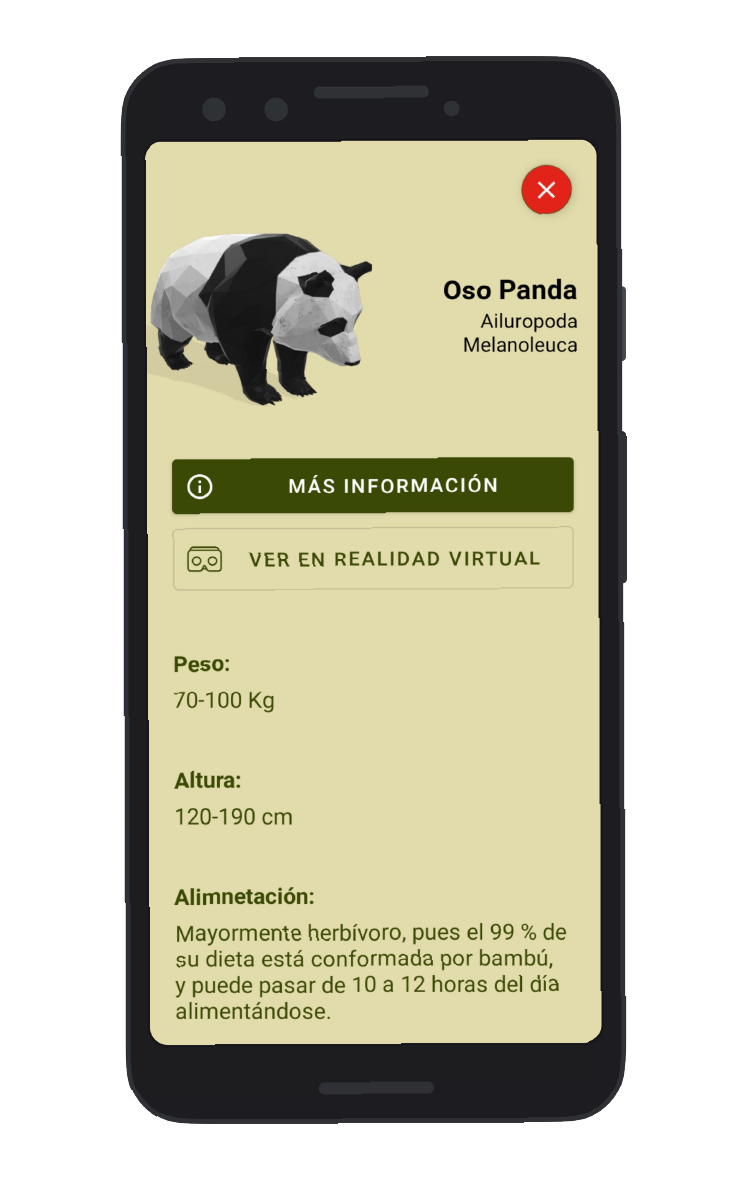 Oso Panda
Ailuropoda
Melanoleuca
MÁS INFORMACIÓN
VER EN REALIDAD VIRTUAL
Peso:
70-100 Kg
Altura:
120-190 cm
Alimnetación:
Mayormente herbívoro, pues el 99 % de
su dieta está conformada por bambú,
y puede pasar de 10 a 12 horas del día
alimentándose.